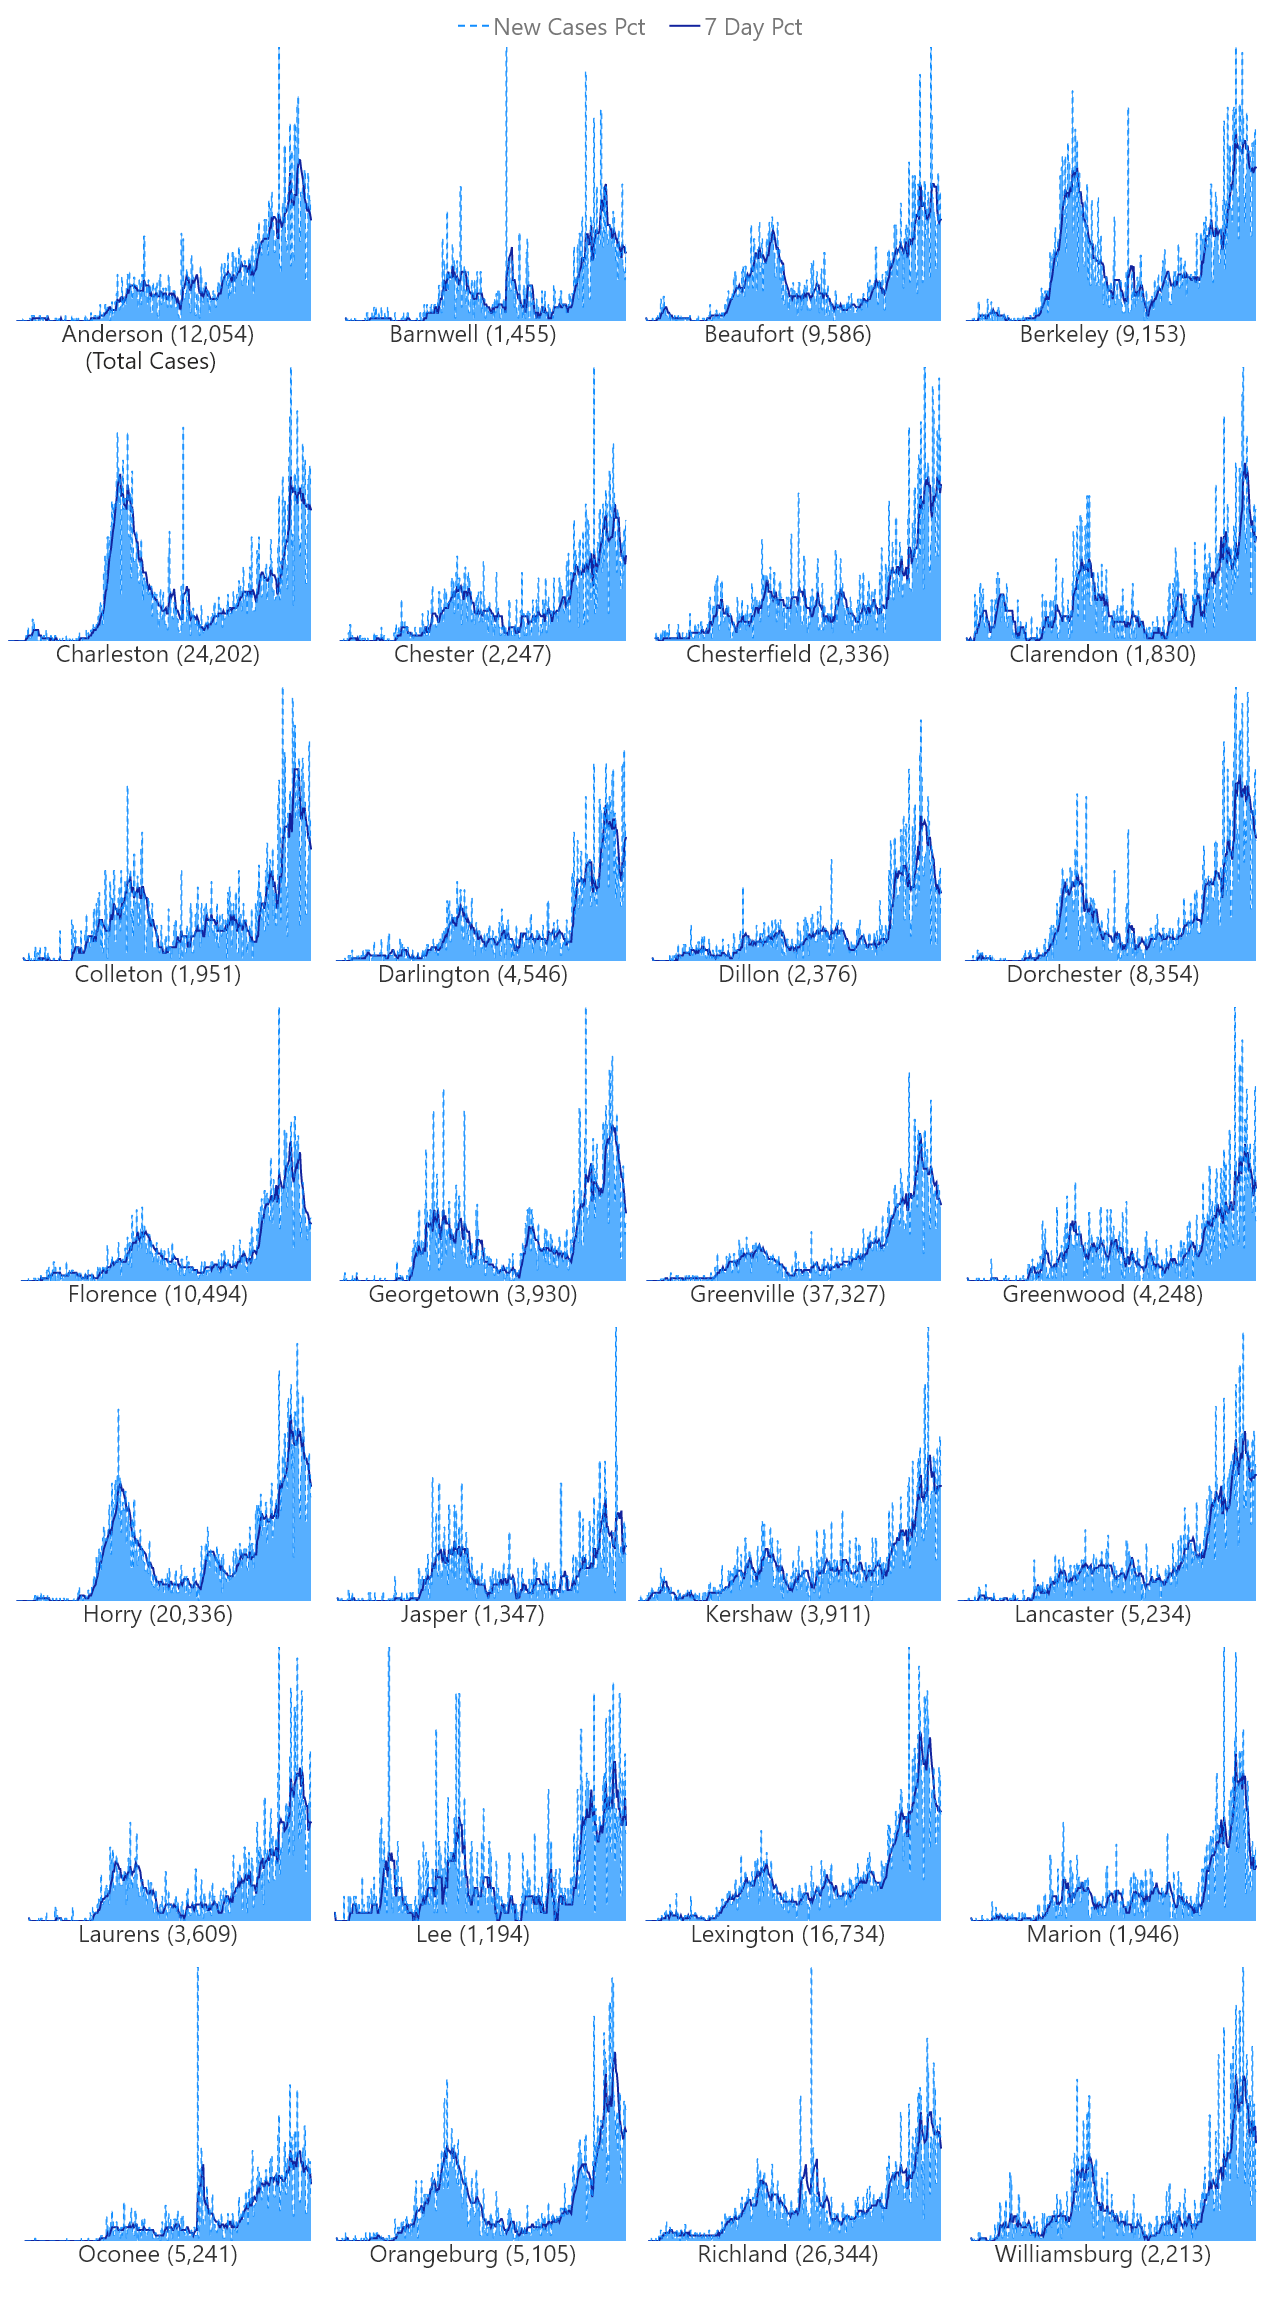 New Cases Pct 7 Day Pct
Anderson (12,054) Barnwell (1,455) Beaufort (9,586) Berkeley (9,153)
(Total Cases)
Charleston (24,202) Chester (2,247) Chesterfield (2,336) Clarendon (1,830)
Colleton (1,951) Darlington (4,546) Dillon (2,376) Dorchester (8,354)
Florence (10,494) Georgetown (3,930) Greenville (37,327) Greenwood (4,248)
Horry (20,336) Jasper (1,347) Kershaw (3,911) Lancaster (5,234)
Laurens (3,609) Lee (1,194) Lexington (16,734) Marion (1,946)
Oconee (5,241) Orangeburg (5,105) Richland (26,344) Williamsburg (2,213)